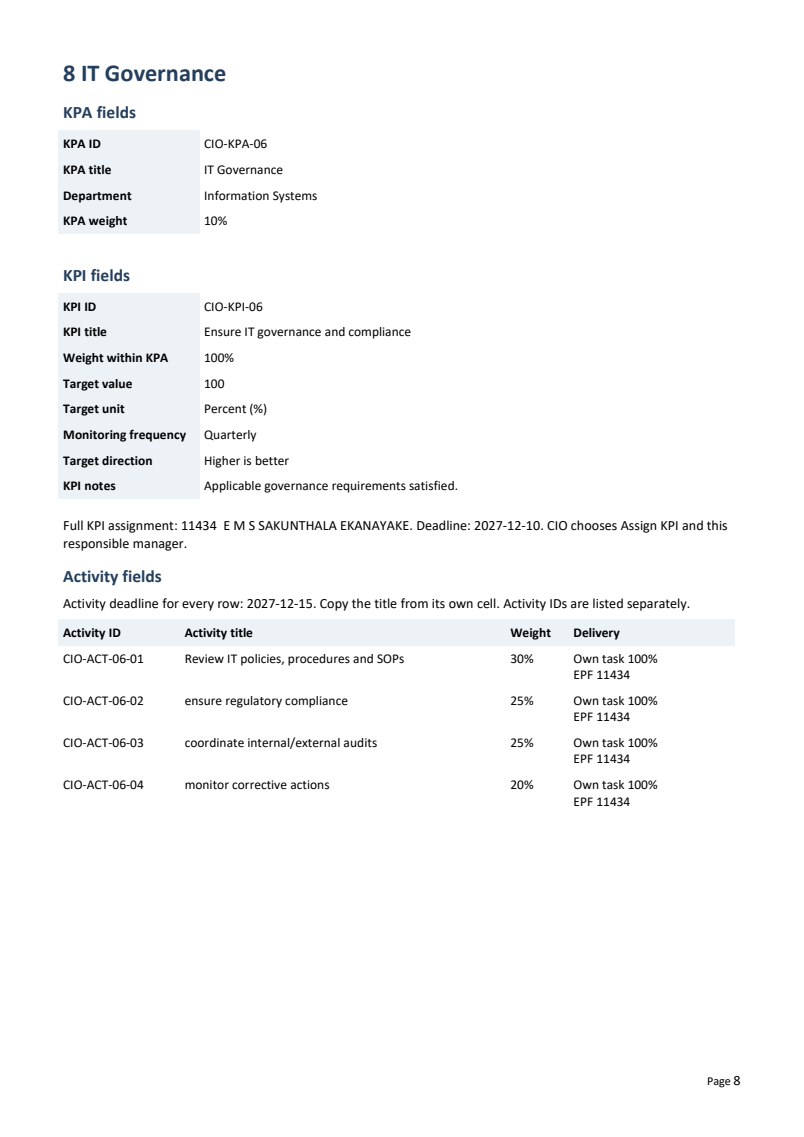 8 IT Governance
KPA fields
KPA ID CIO-KPA-06
KPA title IT Governance
Department Information Systems
KPA weight 10%
KPI fields
KPI ID CIO-KPI-06
KPI title Ensure IT governance and compliance
Weight within KPA 100%
Target value 100
Target unit Percent (%)
Monitoring frequency Quarterly
Target direction Higher is better
KPI notes Applicable governance requirements satisfied.
Full KPI assignment: 11434  E M S SAKUNTHALA EKANAYAKE. Deadline: 2027-12-10. CIO chooses Assign KPI and this
responsible manager.
Activity fields
Activity deadline for every row: 2027-12-15. Copy the title from its own cell. Activity IDs are listed separately.
Activity ID Activity title Weight Delivery
CIO-ACT-06-01 Review IT policies, procedures and SOPs 30% Own task 100%
EPF 11434
CIO-ACT-06-02 ensure regulatory compliance 25% Own task 100%
EPF 11434
CIO-ACT-06-03 coordinate internal/external audits 25% Own task 100%
EPF 11434
CIO-ACT-06-04 monitor corrective actions 20% Own task 100%
EPF 11434
Page 8